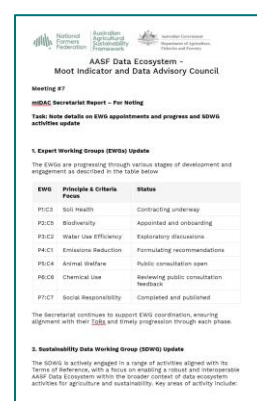 National
Farmers
Federation
Australian
Agricultural
Sustainability
Framework
Australian Government
Department of Agriculture,
Fisheries and Forestry
AASF Data Ecosystem –
Moot Indicator and Data Advisory Council
Meeting #7
miDAC Secretariat Report – For Noting
Task: Note details on EWG appointments and progress and SDWG
activities update
1. Expert Working Groups (EWGs) Update
The EWGs are progressing through various stages of development and
engagement as described in the table below
EWG Principle & Criteria Focus Status
P1:C3 Soil Health Contracting underway
P2:C5 Biodiversity Appointed and onboarding
P3:C2 Water Use Efficiency Exploratory discussions
P4:C1 Emissions Reduction Formulating recommendations
P5:C4 Animal Welfare Public consultation open
P6:C6 Chemical Use Reviewing public consultation feedback
P7:C7 Social Responsibility Completed and published
The Secretariat continues to support EWG coordination, ensuring
alignment with their ToRs and timely progression through each phase.
2. Sustainability Data Working Group (SDWG) Update
The SDWG is actively engaged in a range of activities aligned with its
Terms of Reference, with a focus on enabling a robust and interoperable
AASF Data Ecosystem within the broader context of data ecosystem
activities for agriculture and sustainability. Key areas of activity include: